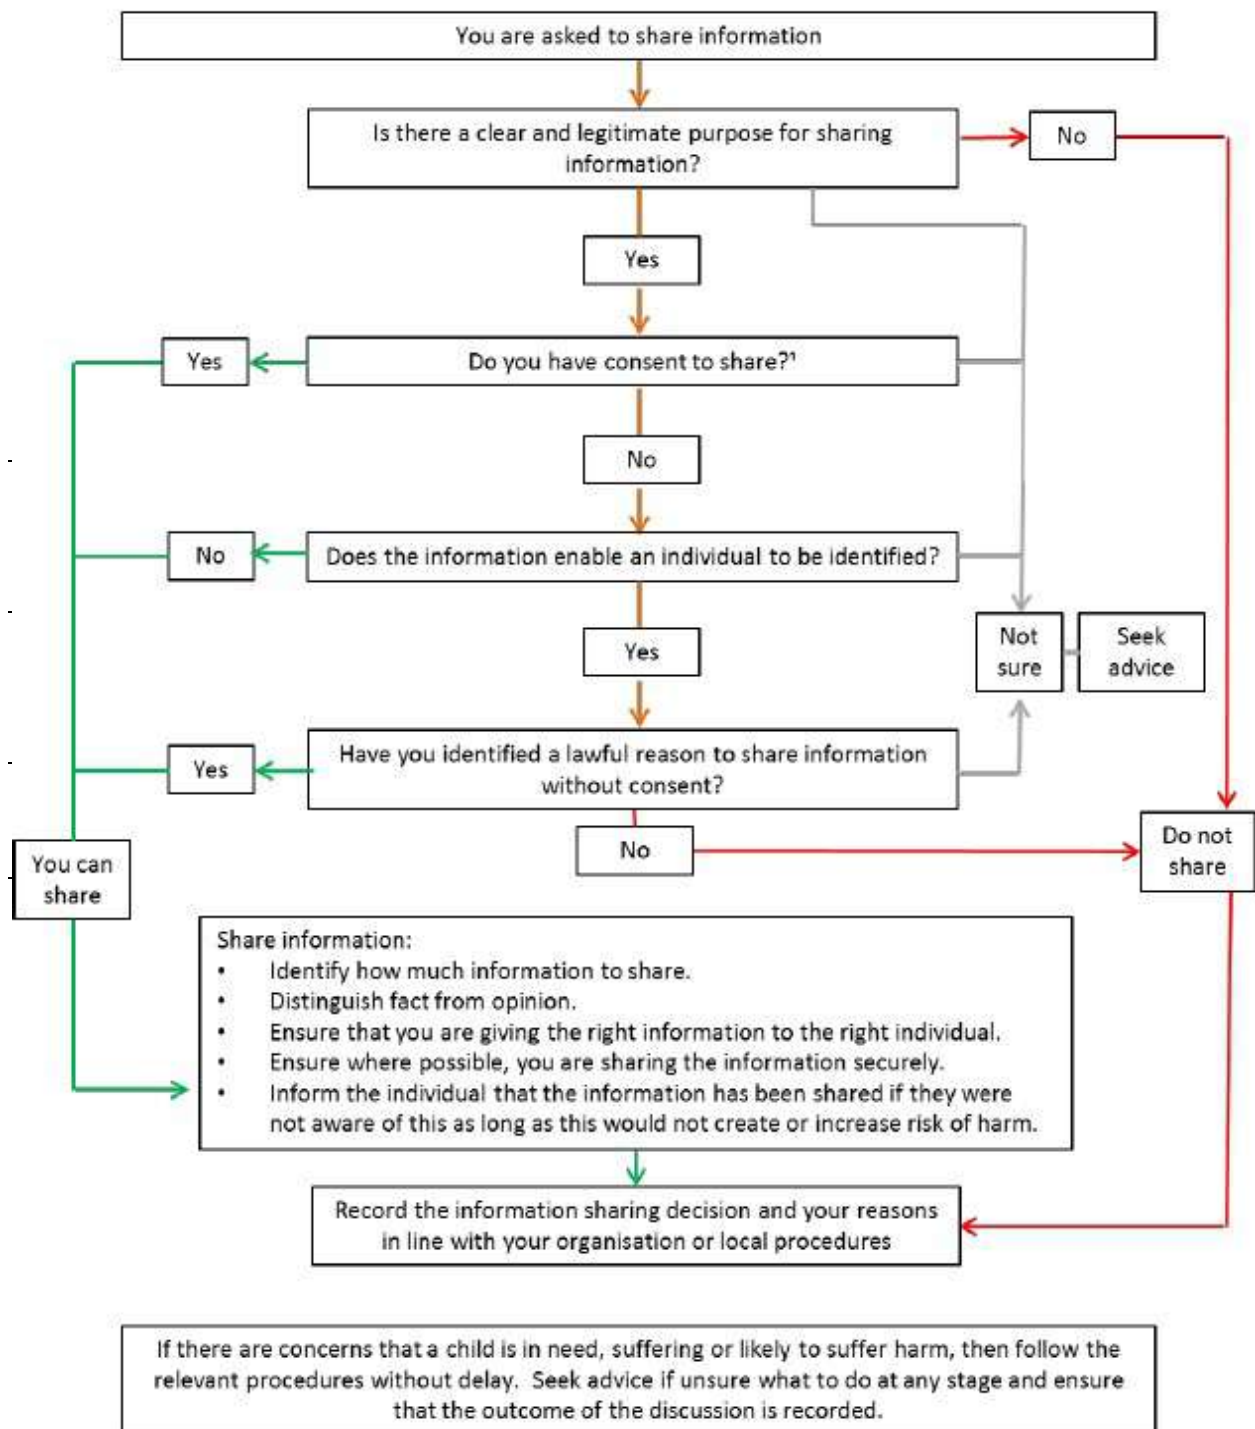 You are asked to share information
Is there a clear and legitimate purpose for sharing
information?
No
Yes
Yes
Do you have consent to share?¹
No
No
Does the information enable an individual to be identified?
Not
sure
Seek
advice
Yes
Yes
Have you identified a lawful reason to share information
without consent?
No
Do not
share
You can
share
Share information:
• Identify how much information to share.
• Distinguish fact from opinion.
• Ensure that you are giving the right information to the right individual.
• Ensure where possible, you are sharing the information securely.
• Inform the individual that the information has been shared if they were
not aware of this as long as this would not create or increase risk of harm.
Record the information sharing decision and your reasons
in line with your organisation or local procedures
If there are concerns that a child is in need, suffering or likely to suffer harm, then follow the
relevant procedures without delay. Seek advice if unsure what to do at any stage and ensure
that the outcome of the discussion is recorded.